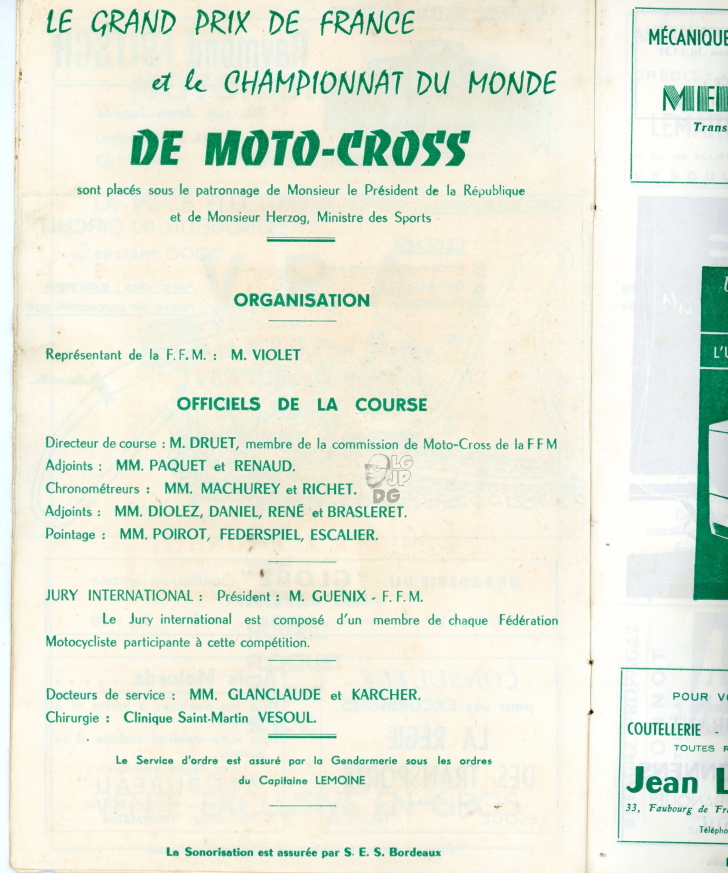 LE GRAND PRIX DE FRANCE
et le CHAMPIONNAT DU MONDE
DE MOTO-CROSS
sont placés sous le patronnage de Monsieur le Président de la République
et de Monsieur Herzog, Ministre des Sports
ORGANISATION
Représentant de la F.F.M. : M. VIOLET
OFFICIELS DE LA COURSE
Directeur de course : M. DRUET, membre de la commission de Moto-Cross de la F F M
Adjoints : MM. PAQUET et RENAUD.
Chronométreurs : MM. MACHUREY et RICHET.
Adjoints : MM. DIOLEZ, DANIEL, RENÉ et BRASLERET.
Pointage : MM. POIROT, FEDERSPIEL, ESCALIER.
LG
JP
DG
JURY INTERNATIONAL : Président : M. GUENIX - F. F. M.
Le Jury international est composé d'un membre de chaque Fédération
Motocycliste participante à cette compétition.
Docteurs de service : MM. GLANCLAUDE et KARCHER.
Chirurgie : Clinique Saint-Martin VESOUL.
Le Service d'ordre est assuré par la Gendarmerie sous les ordres
du Capitaine LEMOINE
La Sonorisation est assurée par S. E. S. Bordeaux
MÉCANIQUE
Trans
L'U
POUR V
COUTELLERIE -
TOUTES R
Jean L
33, Faubourg de Fr
Télépho